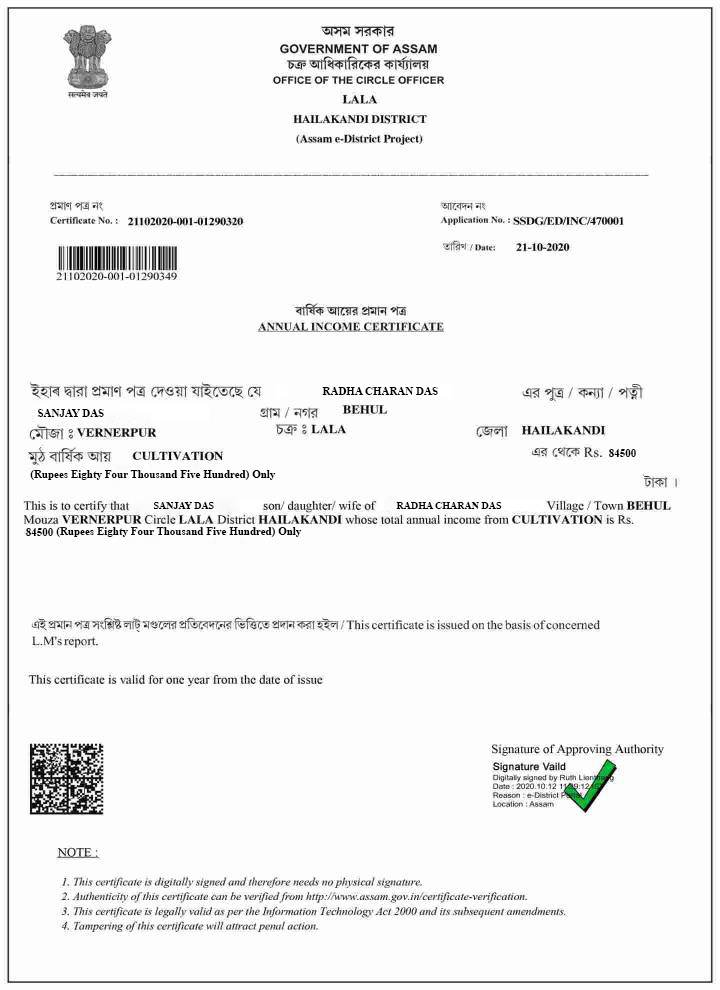 सत्यमेव जयते
অসম সরকার
GOVERNMENT OF ASSAM
চক্ৰ আধিকাৰিকের কার্য্যালয়
OFFICE OF THE CIRCLE OFFICER
LALA
HAILAKANDI DISTRICT
(Assam e-District Project)
প্রমাণ পত্র নং
Certificate No. : 21102020-001-01290320
আবেদন নং
Application No. : SSDG/ED/INC/470001
তারিখ / Date: 21-10-2020
21102020-001-01290349
বার্ষিক আয়ের প্রমান পত্র
ANNUAL INCOME CERTIFICATE
ইহাৰ দ্বারা প্রমাণ পত্র দেওয়া যাইতেছে যে RADHA CHARAN DAS এর পুত্র / কন্যা / পত্নী
SANJAY DAS গ্রাম / নগর BEHUL
মৌজা : VERNERPUR চক্র : LALA জেলা HAILAKANDI
মুঠ বার্ষিক আয় CULTIVATION এর থেকে Rs. 84500
(Rupees Eighty Four Thousand Five Hundred) Only
টাকা ।
This is to certify that SANJAY DAS son/ daughter/ wife of RADHA CHARAN DAS Village / Town BEHUL
Mouza VERNERPUR Circle LALA District HAILAKANDI whose total annual income from CULTIVATION is Rs.
84500 (Rupees Eighty Four Thousand Five Hundred) Only
এই প্রমান পত্র সংশ্লিষ্ট লাট্ মণ্ডলের প্রতিবেদনের ভিত্তিতে প্রদান করা হইল / This certificate is issued on the basis of concerned
L.M's report.
This certificate is valid for one year from the date of issue
Signature of Approving Authority
Signature Vaild
Digitally signed by Ruth
Date : 2020.10.12
Reason : e-District
Location : Assam
NOTE :
1. This certificate is digitally signed and therefore needs no physical signature.
2. Authenticity of this certificate can be verified from http://www.assam.gov.in/certificate-verification.
3. This certificate is legally valid as per the Information Technology Act 2000 and its subsequent amendments.
4. Tampering of this certificate will attract penal action.